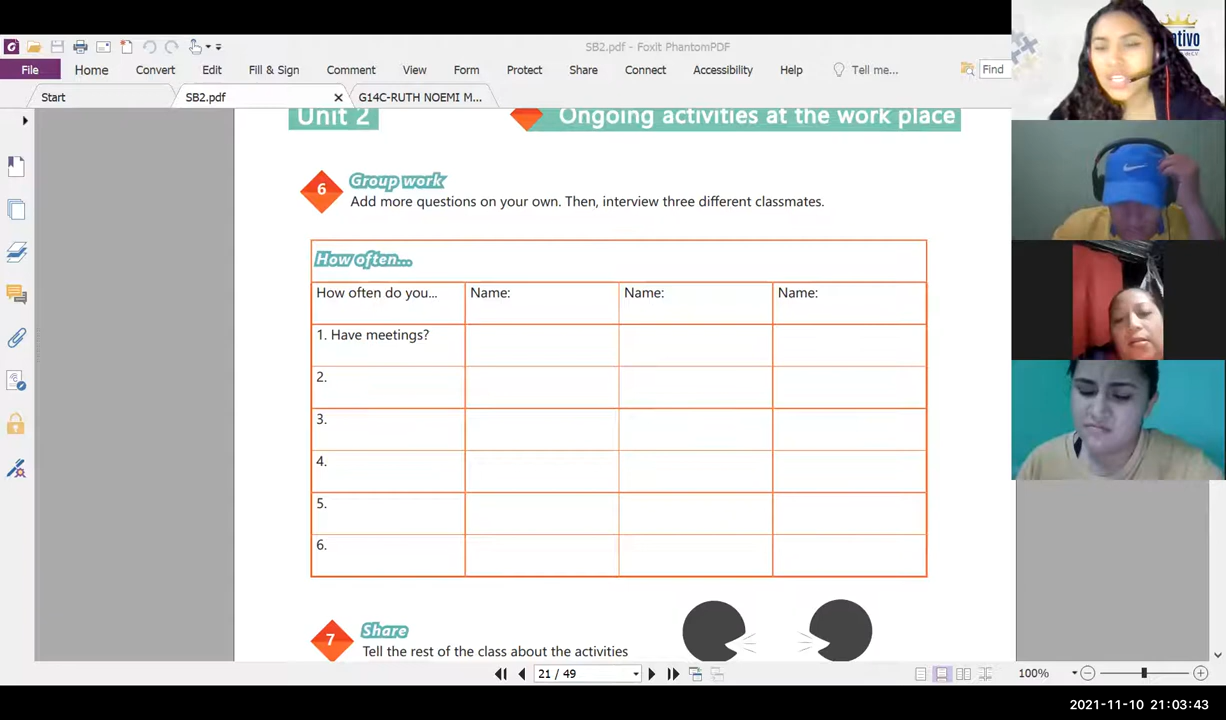 SB2.pdf - Foxit PhantomPDF
File Home Convert Edit Fill & Sign Comment View Form Protect Share Connect Accessibility Help Tell me... Find
Start SB2.pdf G14C-RUTH NOEMI M...
Unit 2 Ongoing activities at the work place
6 Group work
Add more questions on your own. Then, interview three different classmates.
How often...
How often do you... Name: Name: Name:
1. Have meetings?
2.
3.
4.
5.
6.
7 Share
Tell the rest of the class about the activities
21 / 49 100%
2021-11-10 21:03:43